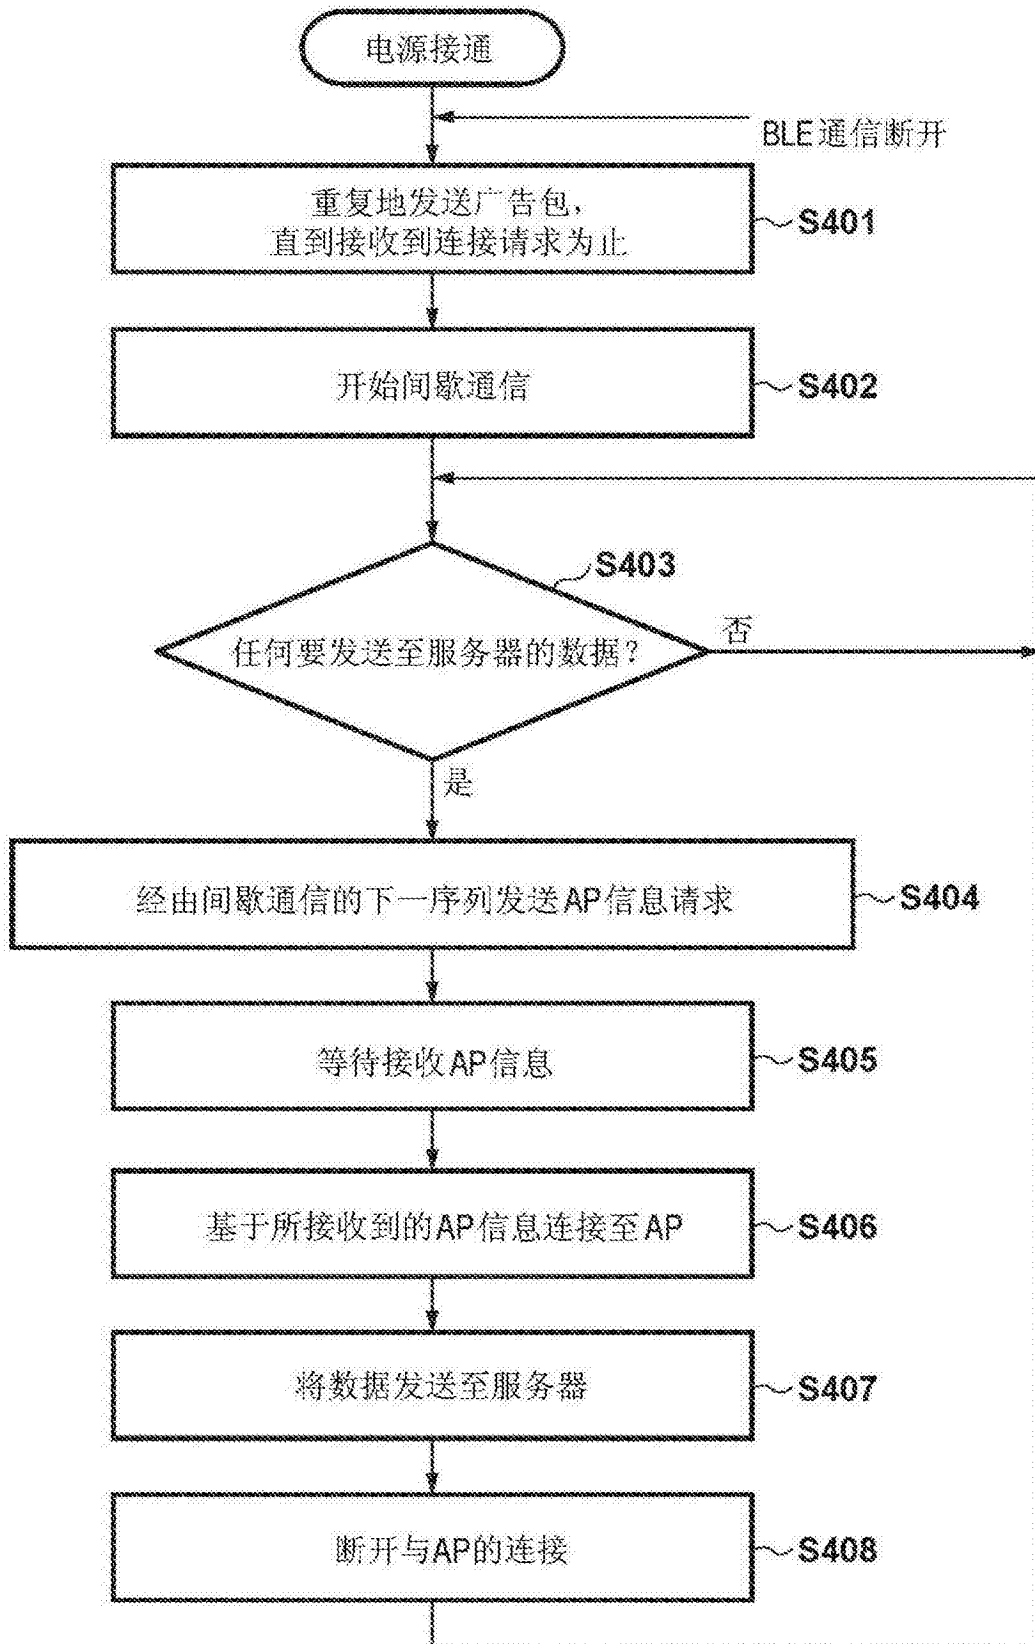 电源接通
BLE通信断开
重复地发送广告包，
直到接收到连接请求为止
S401
开始间歇通信
S402
S403
任何要发送至服务器的数据？
否
是
经由间歇通信的下一序列发送AP信息请求
S404
等待接收AP信息
S405
基于所接收到的AP信息连接至AP
S406
将数据发送至服务器
S407
断开与AP的连接
S408